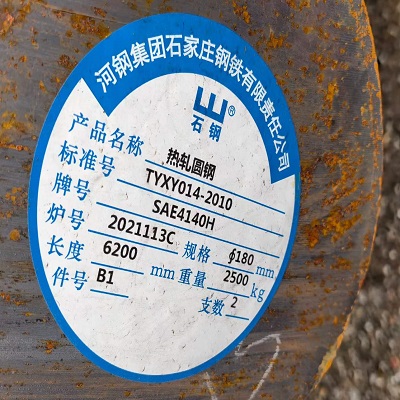 河钢集团石家庄钢铁有限责任公司
石钢®
产品名称 热轧圆钢
标准号 TYXY014-2010
牌号 SAE4140H
炉号 2021113C 规格 ϕ180 mm
长度 6200 mm 重量 2500 kg
件号 B1 支数 2